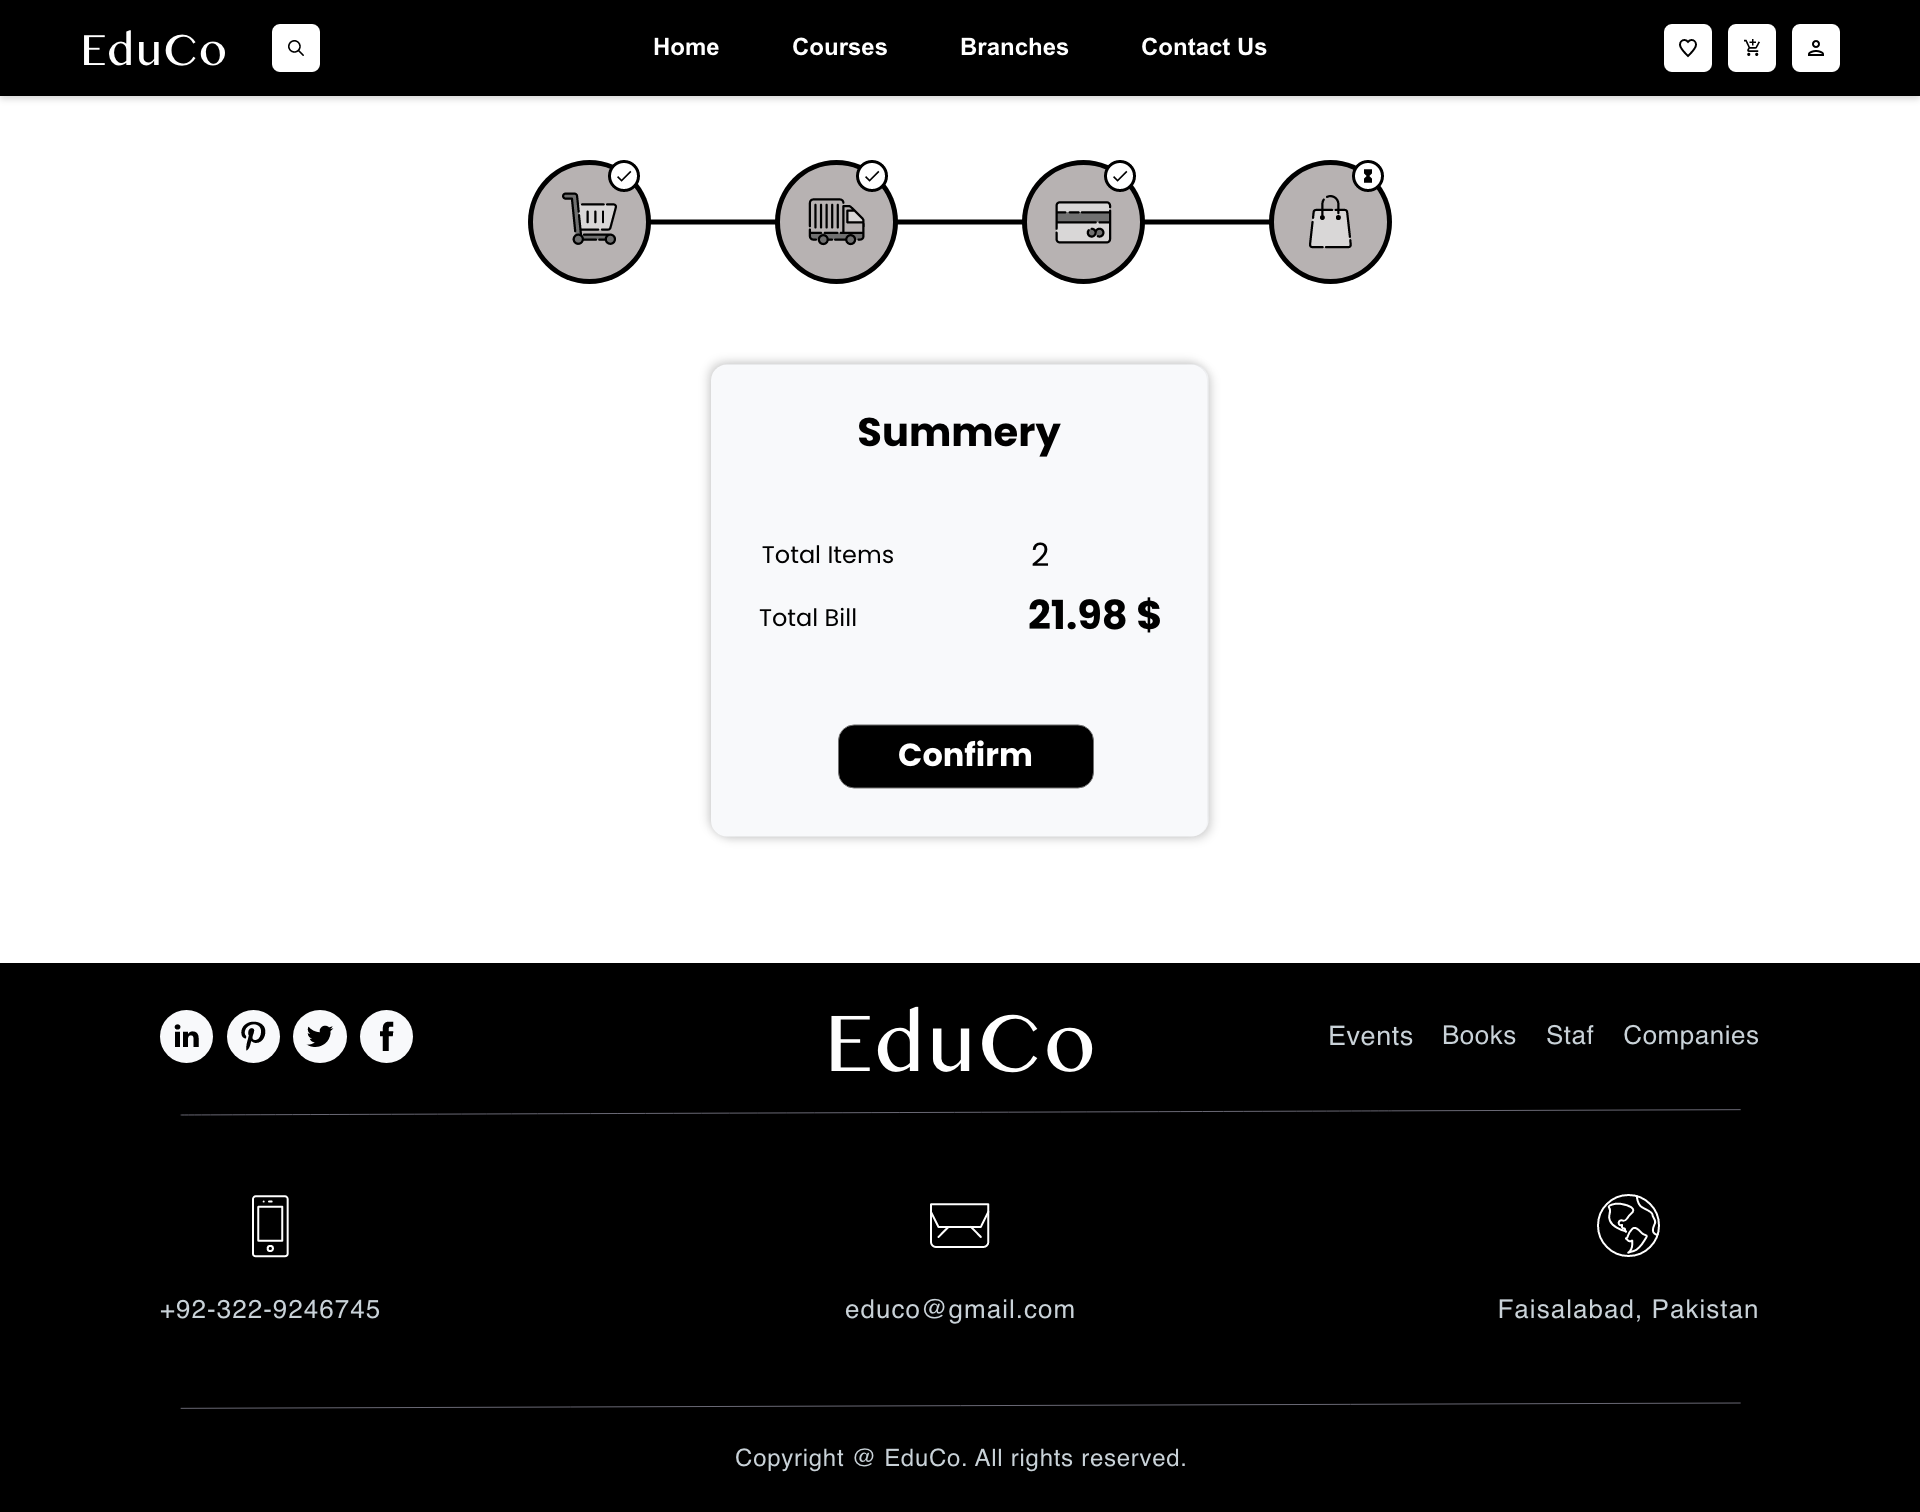 EduCo
Home Courses Branches Contact Us
Summery
Total Items 2
Total Bill 21.98 $
Confirm
EduCo
Events Books Staf Companies
+92-322-9246745
educo@gmail.com
Faisalabad, Pakistan
Copyright @ EduCo. All rights reserved.